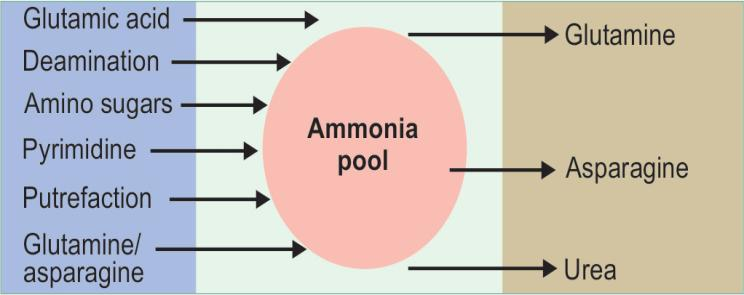 Glutamic acid
Deamination
Amino sugars
Pyrimidine
Putrefaction
Glutamine/
asparagine
Ammonia
pool
Glutamine
Asparagine
Urea